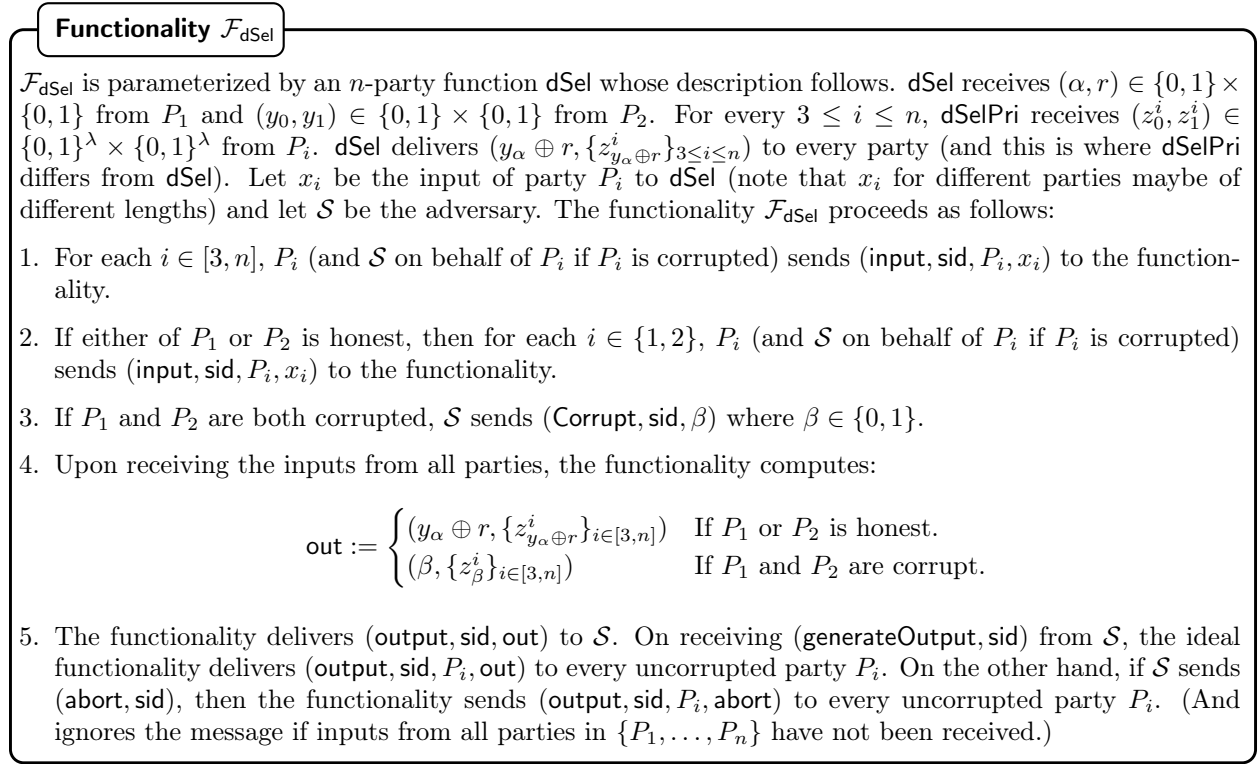 Functionality F_dSel
F_dSel is parameterized by an n-party function dSel whose description follows. dSel receives (α, r) ∈ {0, 1} ×
{0, 1} from P_1 and (y_0, y_1) ∈ {0, 1} × {0, 1} from P_2. For every 3 ≤ i ≤ n, dSelPri receives (z^i_0, z^i_1) ∈
{0, 1}^λ × {0, 1}^λ from P_i. dSel delivers (y_α ⊕ r, {z^i_{y_α⊕r}}_{3≤i≤n}) to every party (and this is where dSelPri
differs from dSel). Let x_i be the input of party P_i to dSel (note that x_i for different parties maybe of
different lengths) and let S be the adversary. The functionality F_dSel proceeds as follows:
1. For each i ∈ [3, n], P_i (and S on behalf of P_i if P_i is corrupted) sends (input, sid, P_i, x_i) to the function-
ality.
2. If either of P_1 or P_2 is honest, then for each i ∈ {1, 2}, P_i (and S on behalf of P_i if P_i is corrupted)
sends (input, sid, P_i, x_i) to the functionality.
3. If P_1 and P_2 are both corrupted, S sends (Corrupt, sid, β) where β ∈ {0, 1}.
4. Upon receiving the inputs from all parties, the functionality computes:
out := { (y_α ⊕ r, {z^i_{y_α⊕r}}_{i∈[3,n]}) If P_1 or P_2 is honest.
(β, {z^i_β}_{i∈[3,n]}) If P_1 and P_2 are corrupt.
5. The functionality delivers (output, sid, out) to S. On receiving (generateOutput, sid) from S, the ideal
functionality delivers (output, sid, P_i, out) to every uncorrupted party P_i. On the other hand, if S sends
(abort, sid), then the functionality sends (output, sid, P_i, abort) to every uncorrupted party P_i. (And
ignores the message if inputs from all parties in {P_1, . . . , P_n} have not been received.)